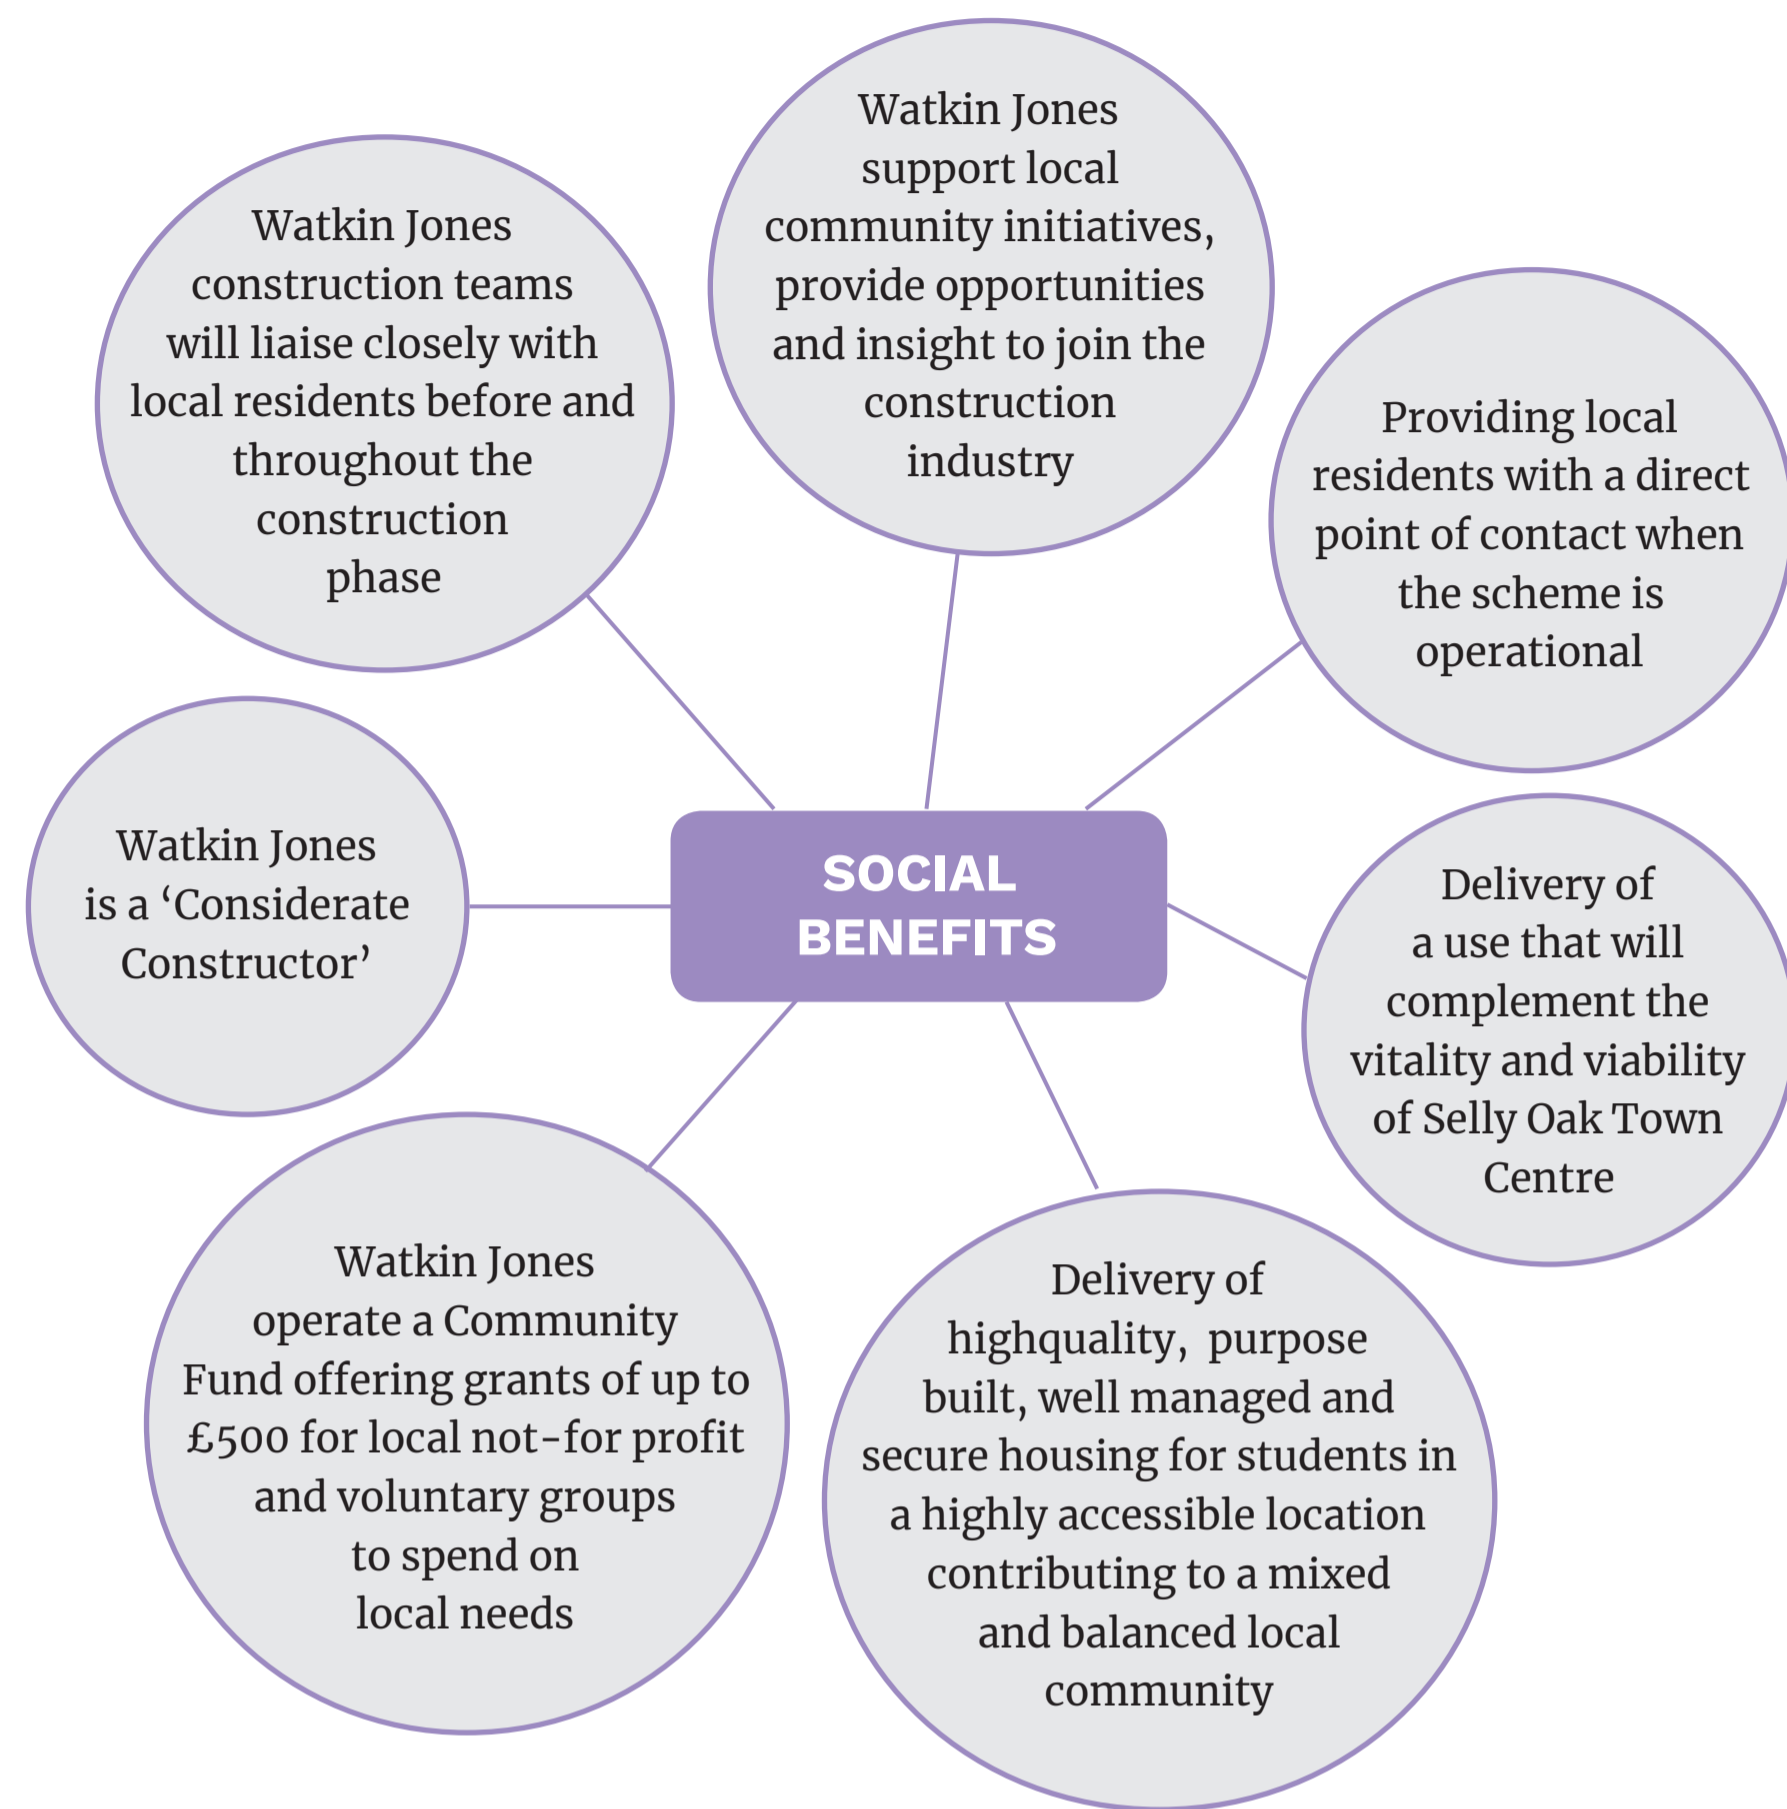 Watkin Jones
support local
community initiatives,
provide opportunities
and insight to join the
construction
industry
Watkin Jones
construction teams
will liaise closely with
local residents before and
throughout the
construction
phase
Providing local
residents with a direct
point of contact when
the scheme is
operational
Watkin Jones
is a ‘Considerate
Constructor’
SOCIAL
BENEFITS
Delivery of
a use that will
complement the
vitality and viability
of Selly Oak Town
Centre
Watkin Jones
operate a Community
Fund offering grants of up to
£500 for local not-for profit
and voluntary groups
to spend on
local needs
Delivery of
highquality,  purpose
built, well managed and
secure housing for students in
a highly accessible location
contributing to a mixed
and balanced local
community